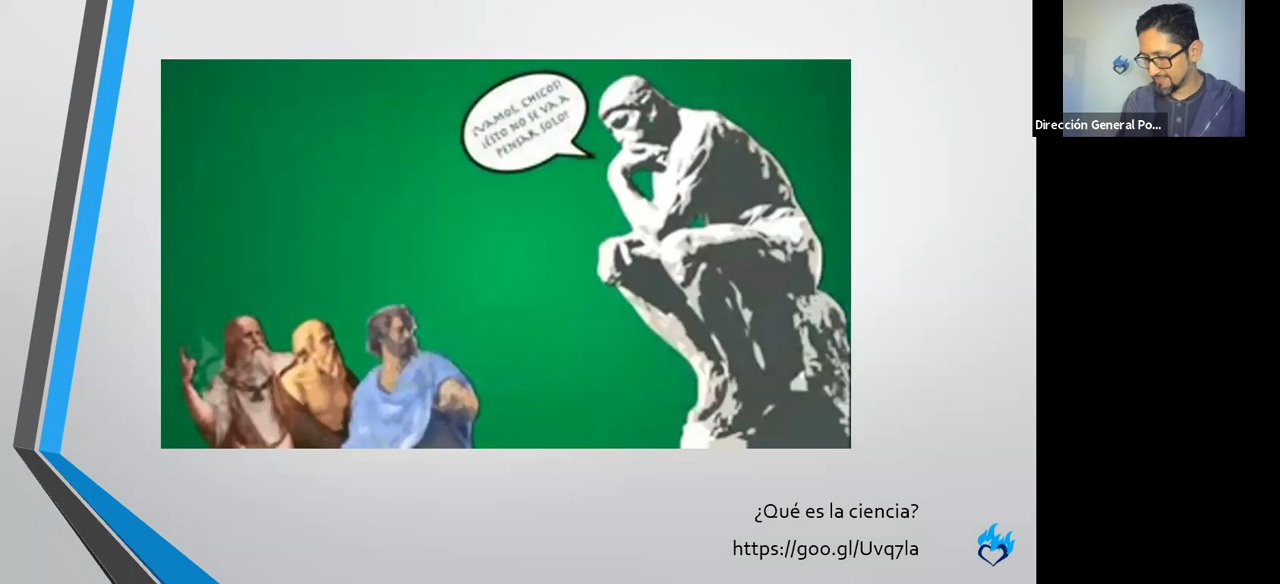 ¡VAMOS, CHICOS!
¡ESTO NO SE VA A
PENSAR SOLO!
Dirección General Po...
¿Qué es la ciencia?
https://goo.gl/Uvq7la